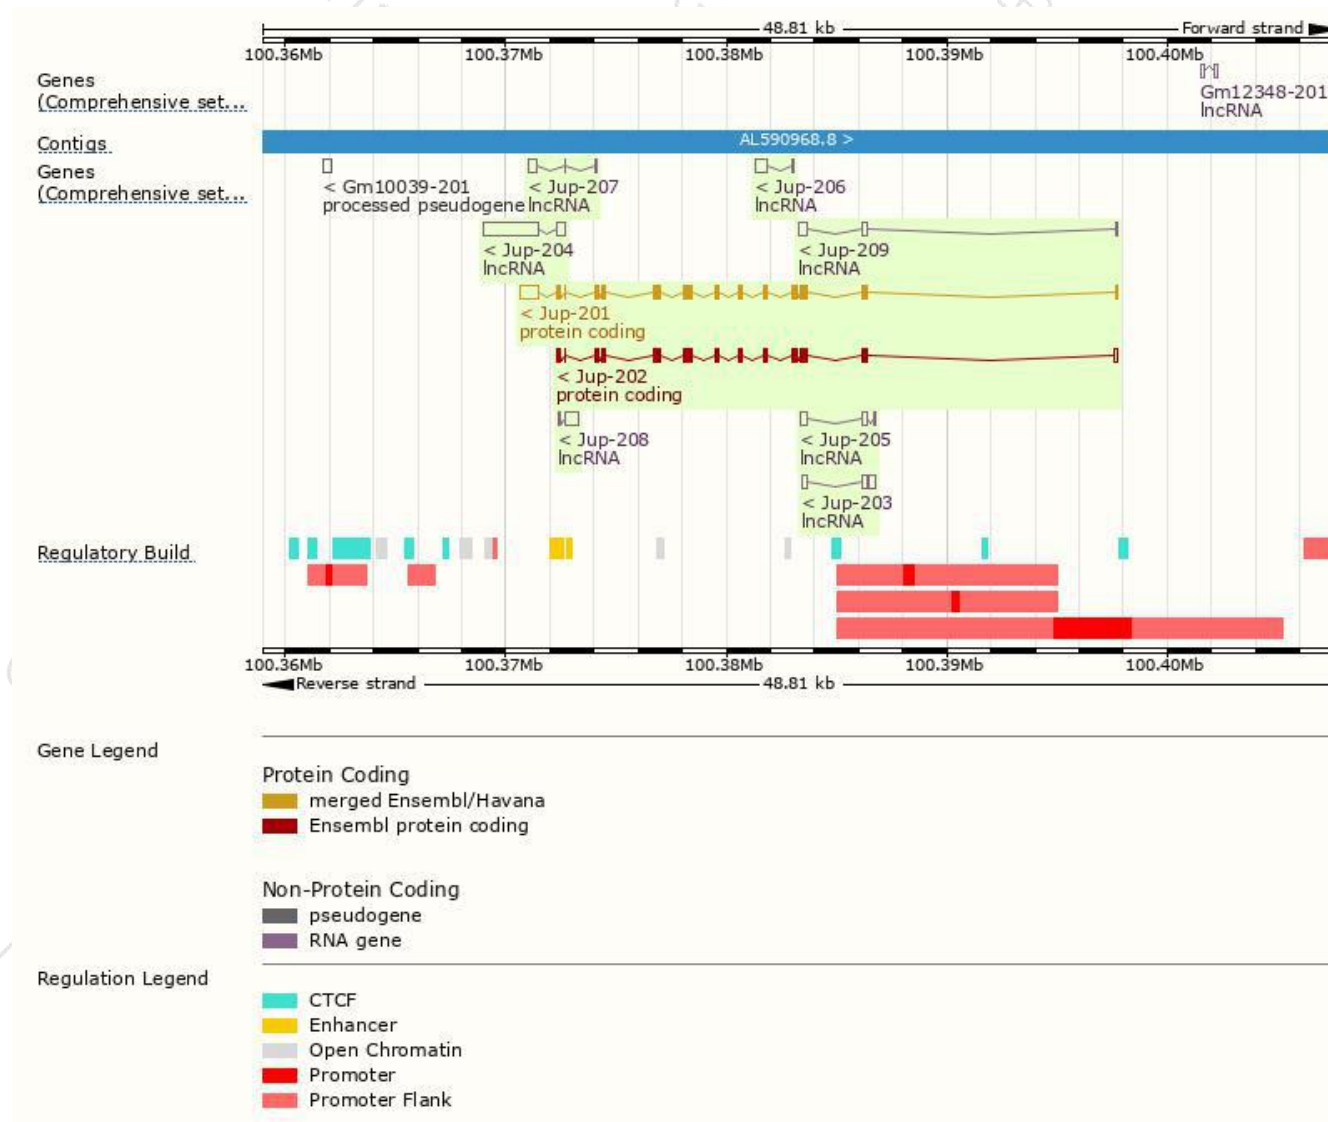 48.81 kb Forward strand
100.36Mb 100.37Mb 100.38Mb 100.39Mb 100.40Mb
Genes
(Comprehensive set...
Gm12348-201
lncRNA
Contigs
AL590968.8 >
Genes
(Comprehensive set...
< Gm10039-201
processed pseudogene
< Jup-207
lncRNA
< Jup-206
lncRNA
< Jup-204
lncRNA
< Jup-209
lncRNA
< Jup-201
protein coding
< Jup-202
protein coding
< Jup-208
lncRNA
< Jup-205
lncRNA
< Jup-203
lncRNA
Regulatory Build
100.36Mb 100.37Mb 100.38Mb 100.39Mb 100.40Mb
Reverse strand 48.81 kb
Gene Legend
Protein Coding
merged Ensembl/Havana
Ensembl protein coding
Non-Protein Coding
pseudogene
RNA gene
Regulation Legend
CTCF
Enhancer
Open Chromatin
Promoter
Promoter Flank